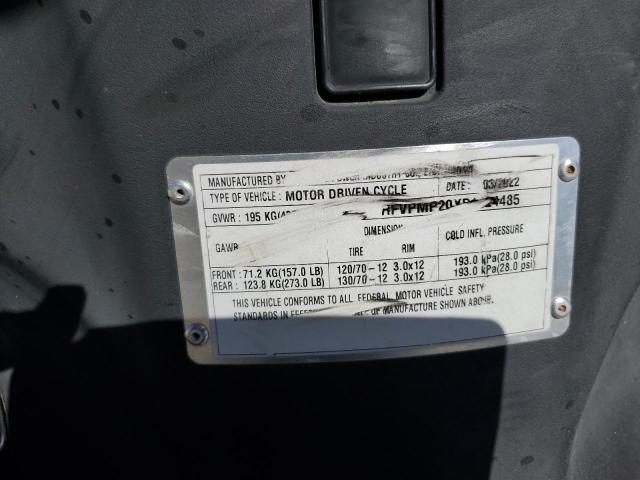 MANUFACTURED BY
TYPE OF VEHICLE: MOTOR DRIVEN CYCLE DATE: 03/2022
GVWR: 195 KG
GAWR TIRE RIM COLD INFL. PRESSURE
FRONT: 71.2 KG(157.0 LB) 120/70-12 3.0x12 193.0 kPa(28.0 psi)
REAR: 123.8 KG(273.0 LB) 130/70-12 3.0x12 193.0 kPa(28.0 psi)
THIS VEHICLE CONFORMS TO ALL FEDERAL MOTOR VEHICLE SAFETY
STANDARDS IN OF MANUFACTURE SHOWN ABOVE.